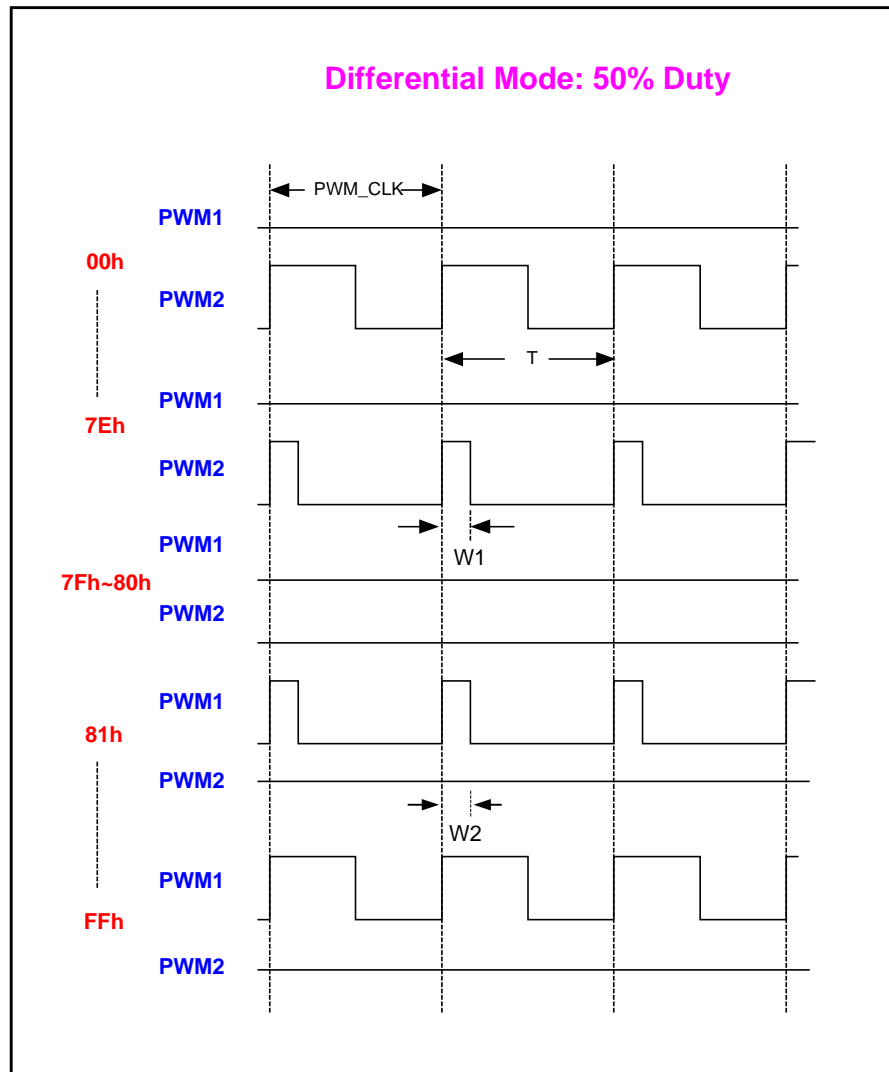 Differential Mode: 50% Duty
PWM_CLK
PWM1
00h
PWM2
T
PWM1
7Eh
PWM2
W1
PWM1
7Fh~80h
PWM2
PWM1
81h
PWM2
W2
PWM1
FFh
PWM2